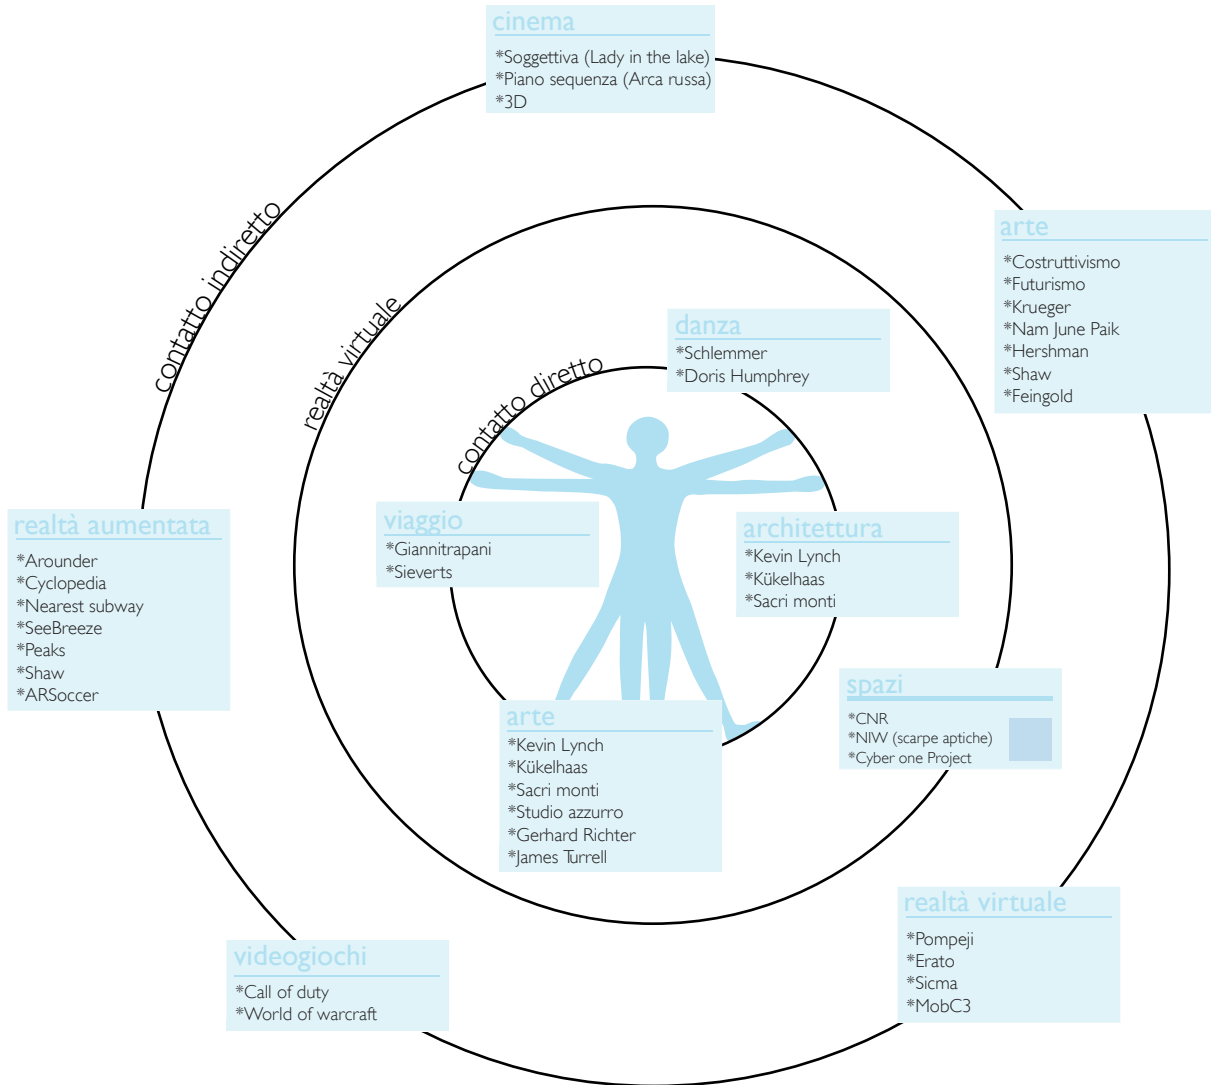 cinema
*Soggettiva (Lady in the lake)
*Piano sequenza (Arca russa)
*3D
contatto indiretto
arte
*Costruttivismo
*Futurismo
*Krueger
*Nam June Paik
*Hershman
*Shaw
*Feingold
realtà virtuale
danza
*Schlemmer
*Doris Humphrey
contatto diretto
realtà aumentata
*Arounder
*Cyclopedia
*Nearest subway
*SeeBreeze
*Peaks
*Shaw
*ARSoccer
viaggio
*Giannitrapani
*Sieverts
architettura
*Kevin Lynch
*Kükelhaas
*Sacri monti
spazi
*CNR
*NIW (scarpe aptiche)
*Cyber one Project
arte
*Kevin Lynch
*Kükelhaas
*Sacri monti
*Studio azzurro
*Gerhard Richter
*James Turrell
realtà virtuale
*Pompeji
*Erato
*Sicma
*MobC3
videogiochi
*Call of duty
*World of warcraft